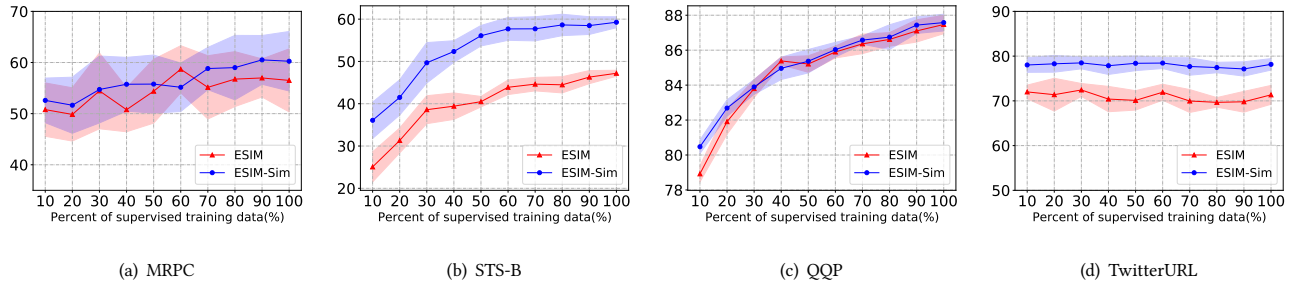 70
60
50
40
10 20 30 40 50 60 70 80 90 100
Percent of supervised training data(%)
ESIM
ESIM-Sim
(a) MRPC
60
50
40
30
20
10 20 30 40 50 60 70 80 90 100
Percent of supervised training data(%)
ESIM
ESIM-Sim
(b) STS-B
88
86
84
82
80
78
10 20 30 40 50 60 70 80 90 100
Percent of supervised training data(%)
ESIM
ESIM-Sim
(c) QQP
90
80
70
60
50
10 20 30 40 50 60 70 80 90 100
Percent of supervised training data(%)
ESIM
ESIM-Sim
(d) TwitterURL